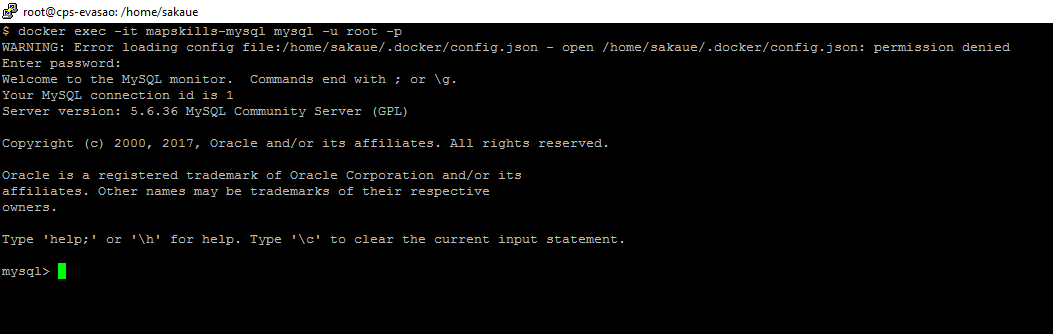 root@cps-evasao: /home/sakaue
$ docker exec -it mapskills-mysql mysql -u root -p
WARNING: Error loading config file:/home/sakaue/.docker/config.json - open /home/sakaue/.docker/config.json: permission denied
Enter password:
Welcome to the MySQL monitor.  Commands end with ; or \g.
Your MySQL connection id is 1
Server version: 5.6.36 MySQL Community Server (GPL)
Copyright (c) 2000, 2017, Oracle and/or its affiliates. All rights reserved.
Oracle is a registered trademark of Oracle Corporation and/or its
affiliates. Other names may be trademarks of their respective
owners.
Type 'help;' or '\h' for help. Type '\c' to clear the current input statement.
mysql>